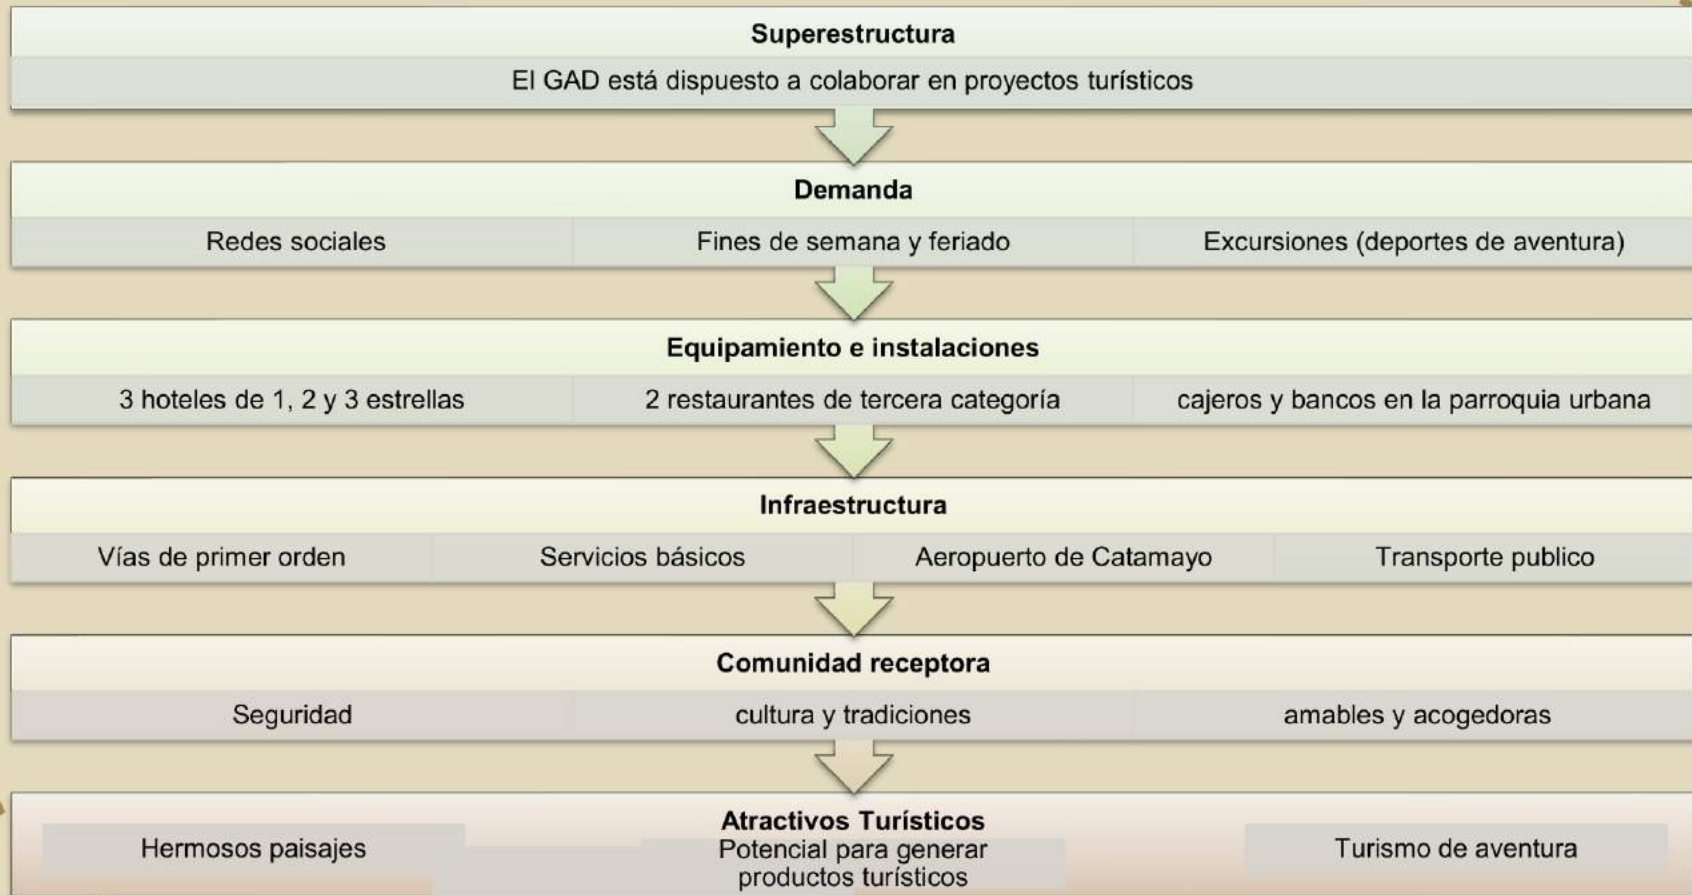 Superestructura
El GAD está dispuesto a colaborar en proyectos turísticos
Demanda
Redes sociales
Fines de semana y feriado
Excursiones (deportes de aventura)
Equipamiento e instalaciones
3 hoteles de 1, 2 y 3 estrellas
2 restaurantes de tercera categoría
cajeros y bancos en la parroquia urbana
Infraestructura
Vías de primer orden
Servicios básicos
Aeropuerto de Catamayo
Transporte publico
Comunidad receptora
Seguridad
cultura y tradiciones
amables y acogedoras
Atractivos Turísticos
Hermosos paisajes
Potencial para generar
productos turísticos
Turismo de aventura